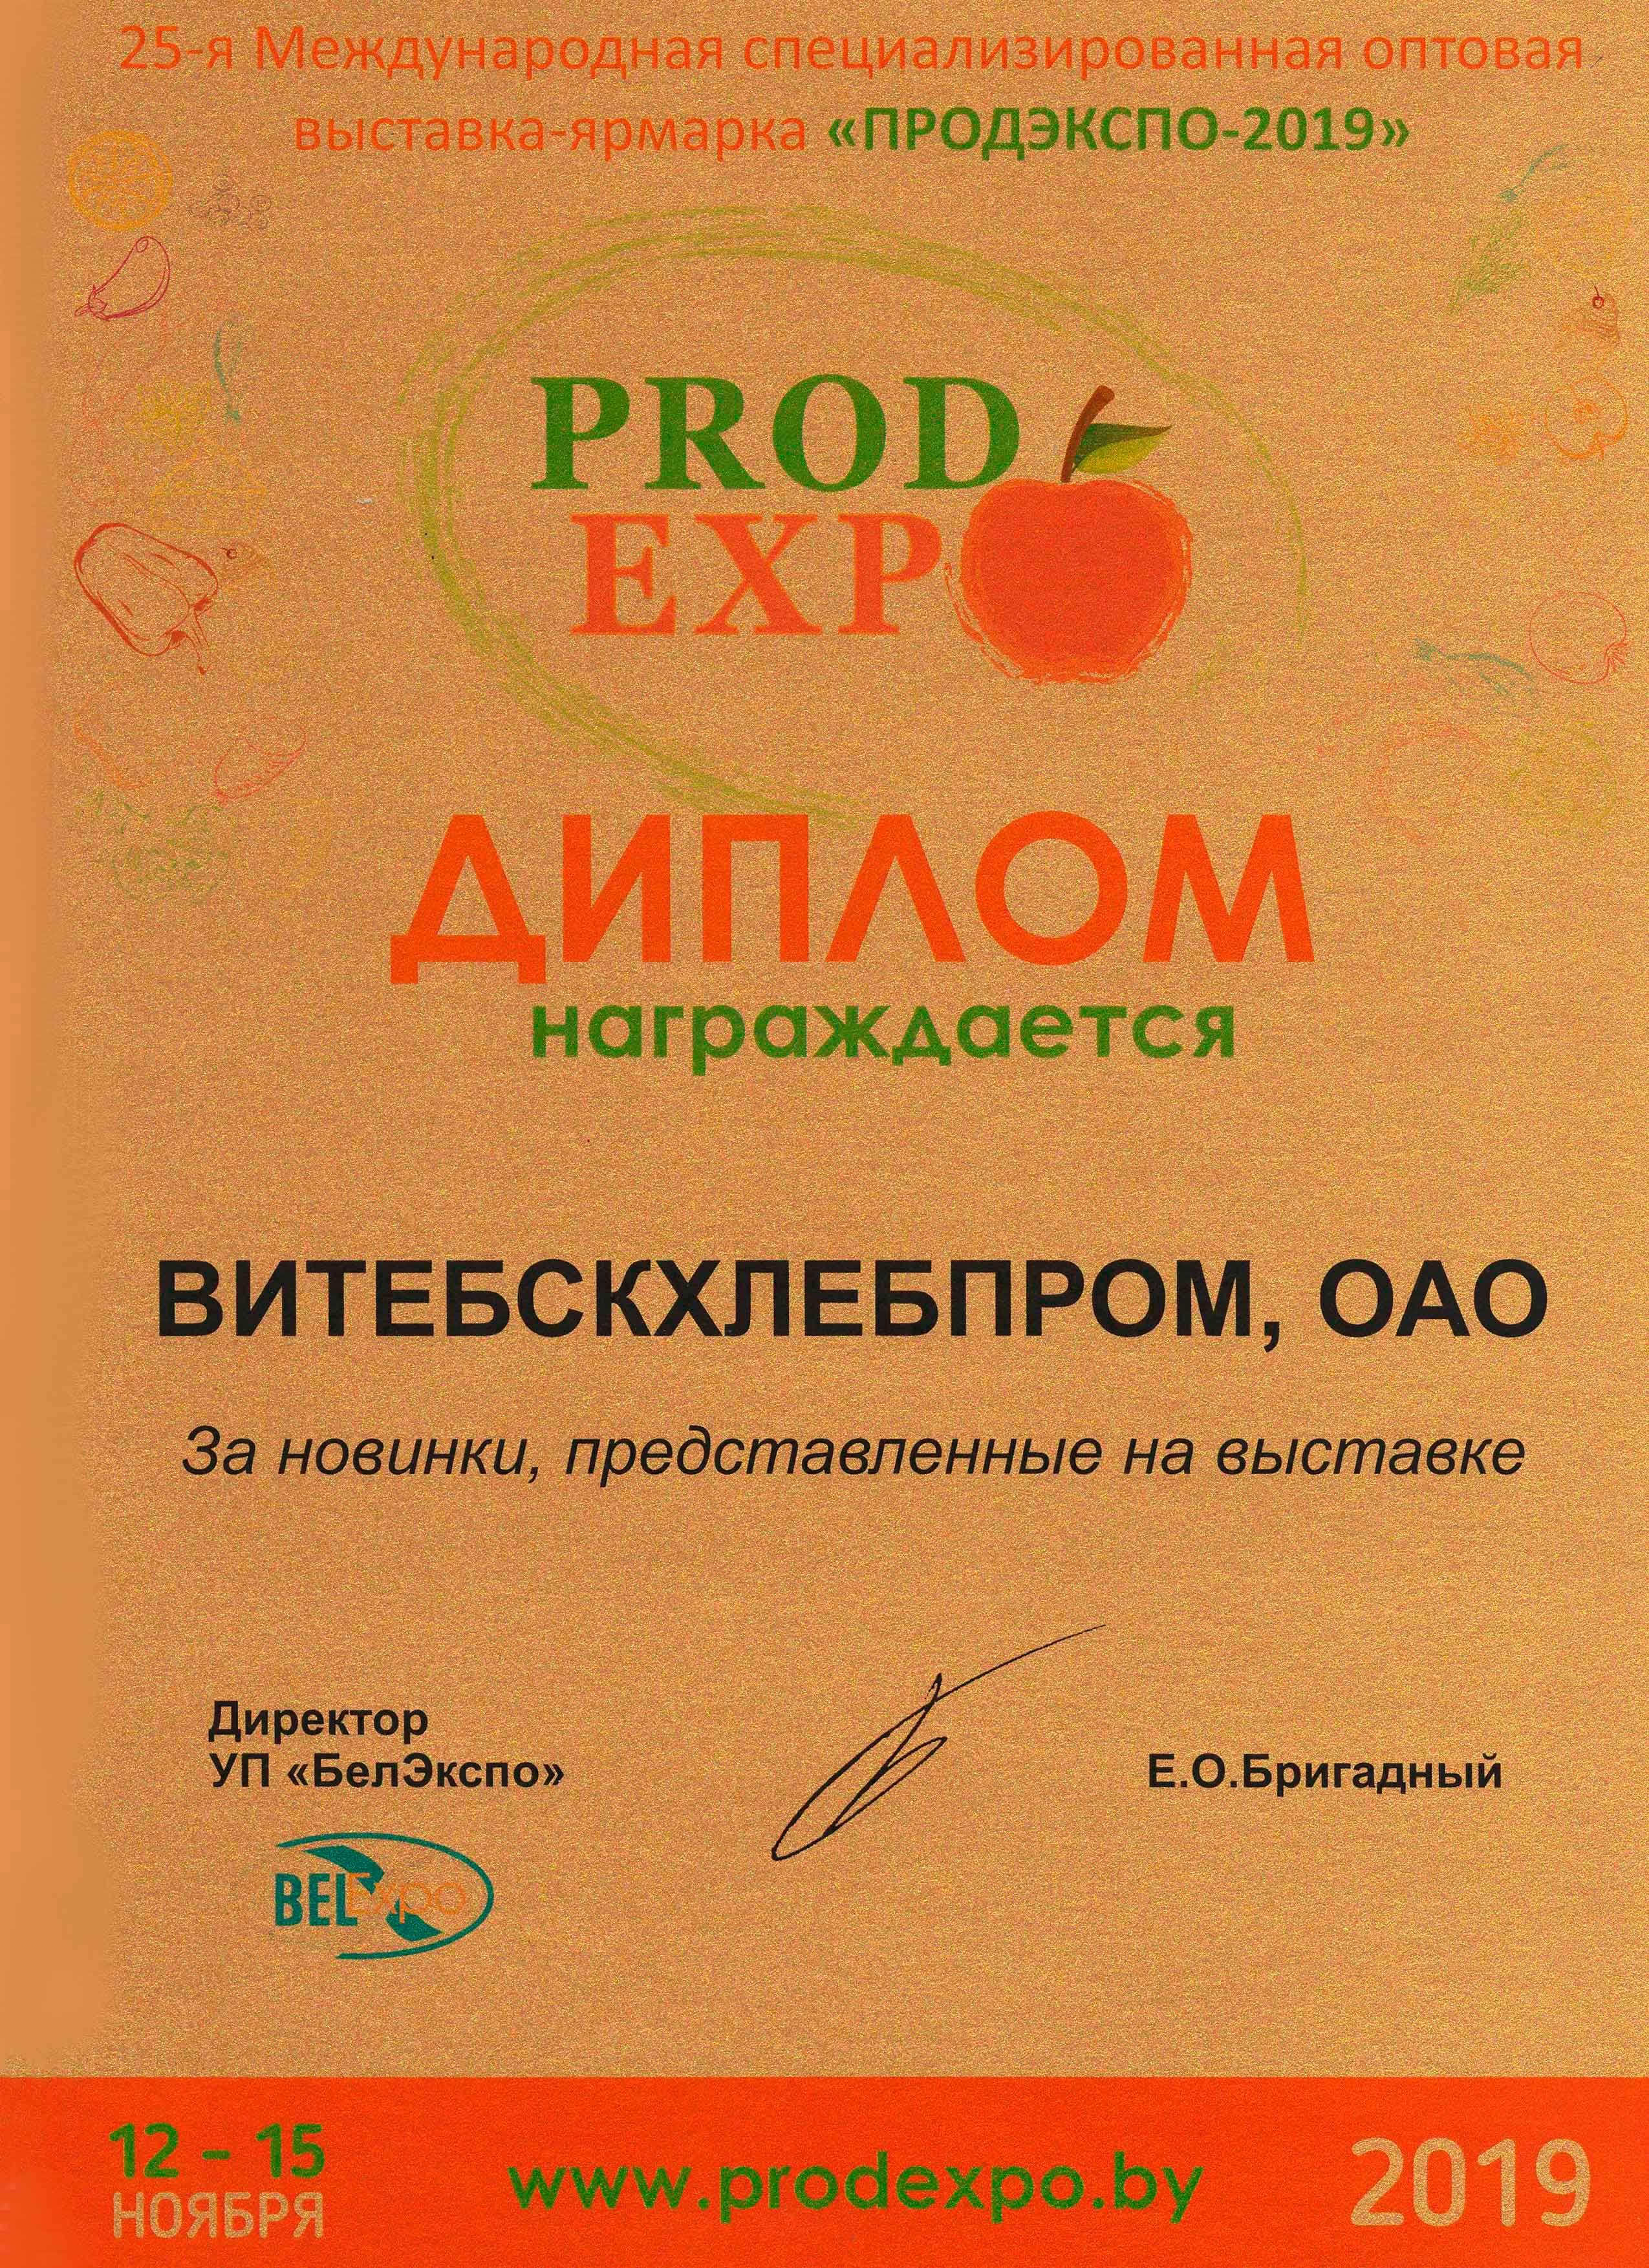 25-я Международная специализированная оптовая
выставка-ярмарка «ПРОДЭКСПО-2019»
PROD
EXPO
ДИПЛОМ
награждается
ВИТЕБСКХЛЕБПРОМ, ОАО
За новинки, представленные на выставке
Директор
УП «БелЭкспо»
Е.О.Бригадный
BELExpo
12 – 15
НОЯБРЯ
www.prodexpo.by
2019